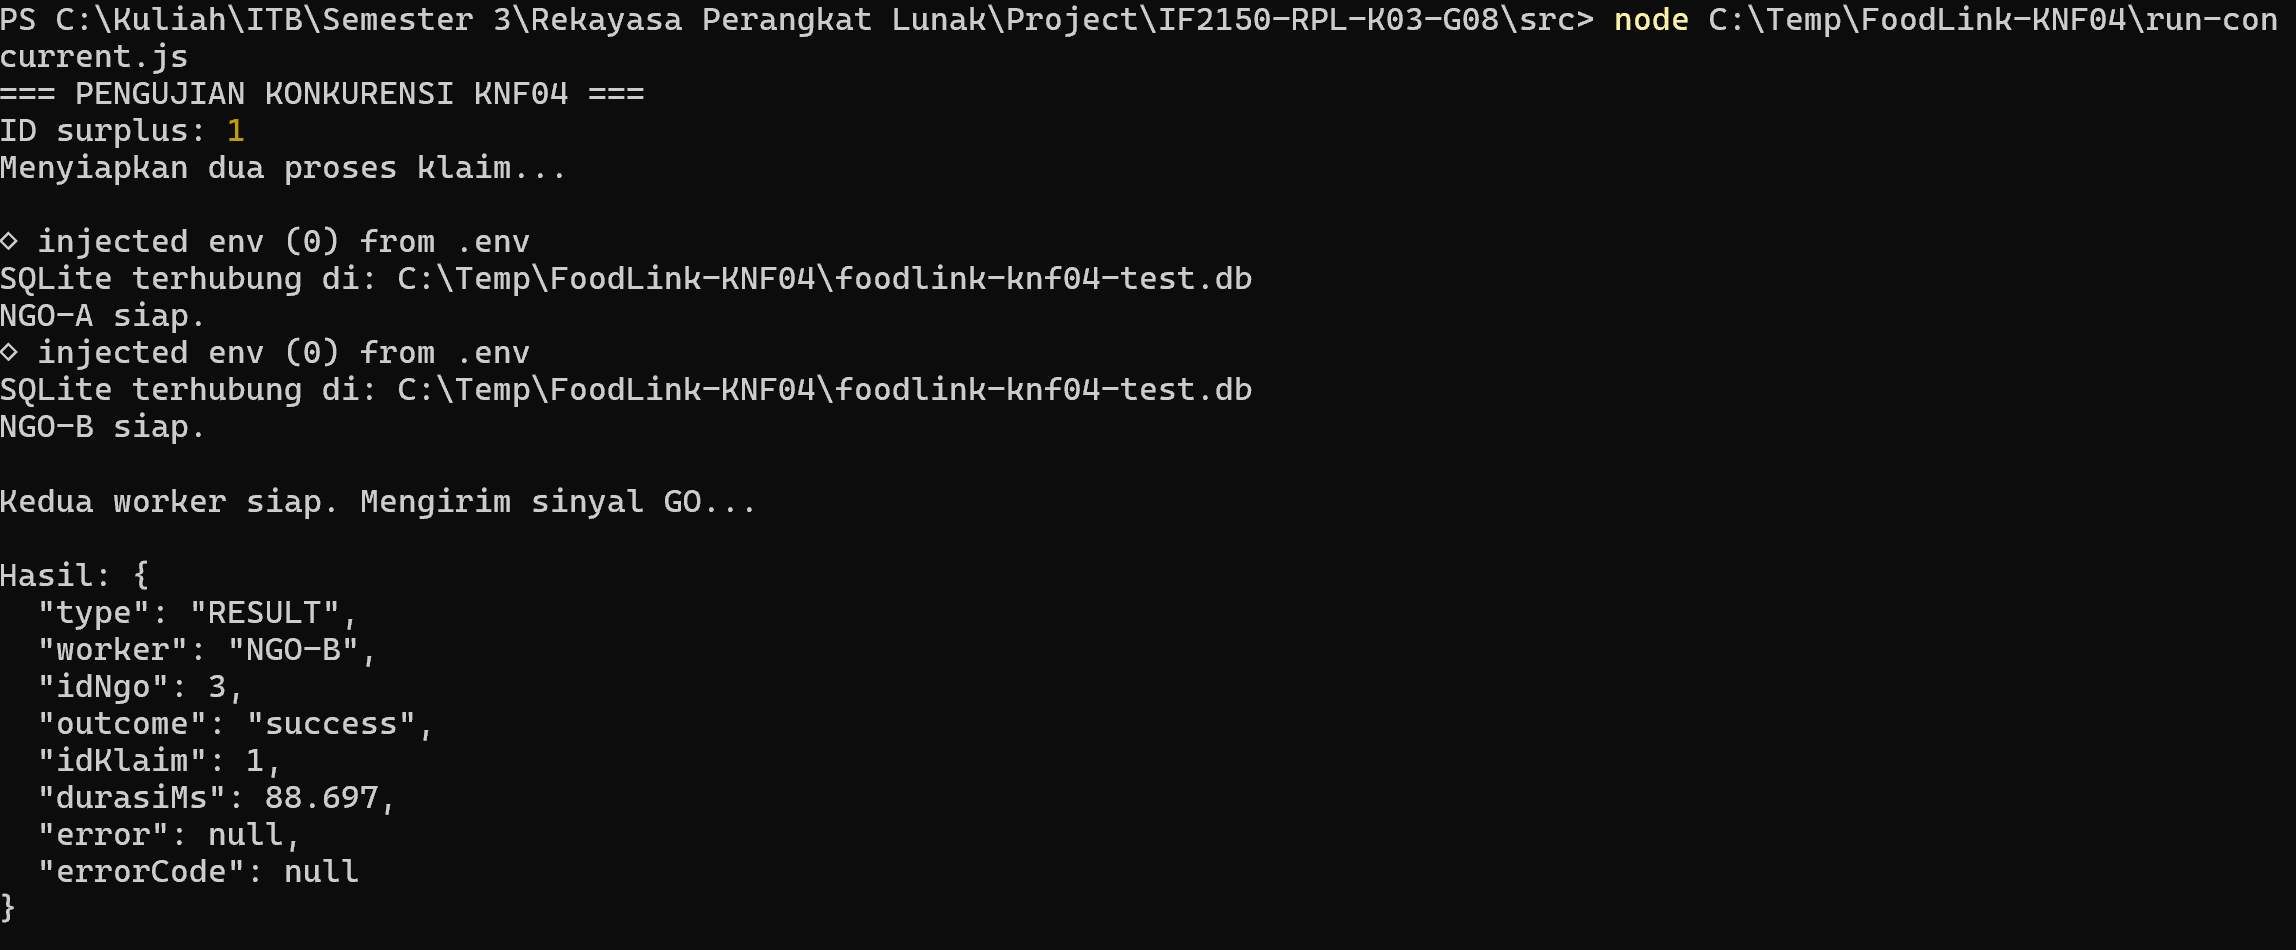 PS C:\Kuliah\ITB\Semester 3\Rekayasa Perangkat Lunak\Project\IF2150-RPL-K03-G08\src> node C:\Temp\FoodLink-KNF04\run-con
current.js
=== PENGUJIAN KONKURENSI KNF04 ===
ID surplus: 1
Menyiapkan dua proses klaim...
◇ injected env (0) from .env
SQLite terhubung di: C:\Temp\FoodLink-KNF04\foodlink-knf04-test.db
NGO-A siap.
◇ injected env (0) from .env
SQLite terhubung di: C:\Temp\FoodLink-KNF04\foodlink-knf04-test.db
NGO-B siap.
Kedua worker siap. Mengirim sinyal GO...
Hasil: {
  "type": "RESULT",
  "worker": "NGO-B",
  "idNgo": 3,
  "outcome": "success",
  "idKlaim": 1,
  "durasiMs": 88.697,
  "error": null,
  "errorCode": null
}